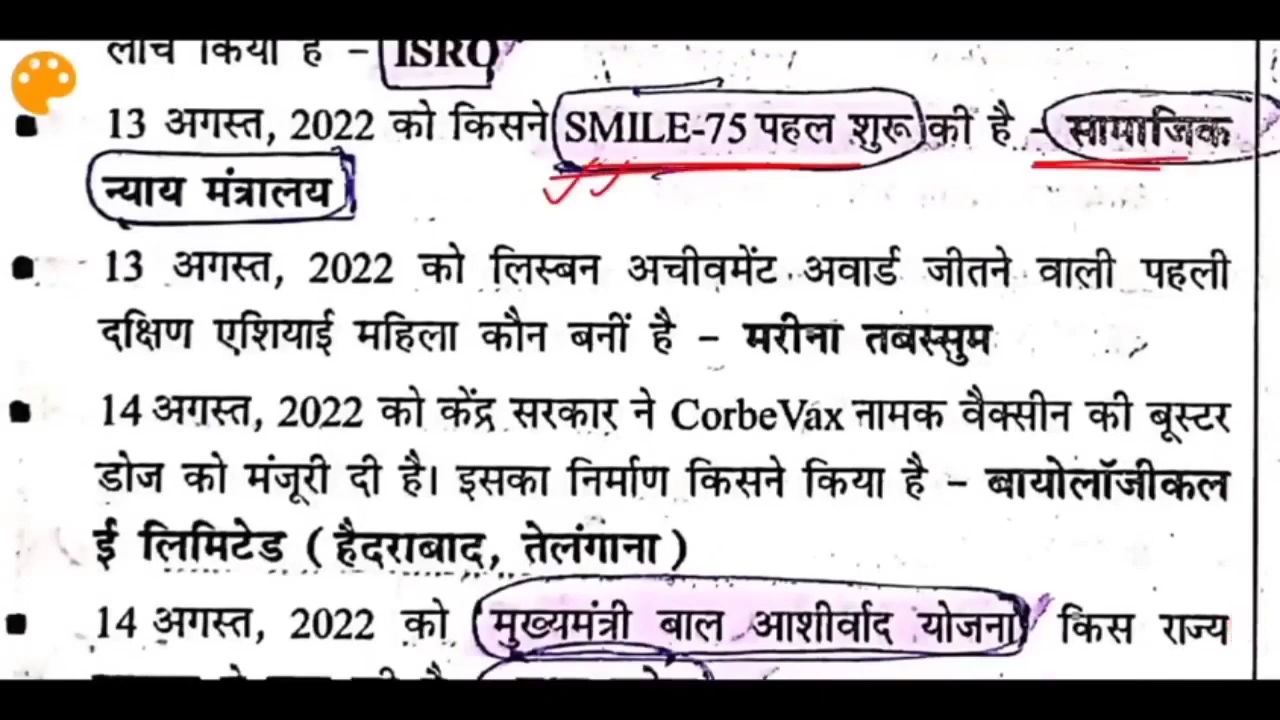 लॉच किया है – ISRO
■ 13 अगस्त, 2022 को किसने SMILE-75 पहल शुरू की है – सामाजिक
न्याय मंत्रालय
■ 13 अगस्त, 2022 को लिस्बन अचीवमेंट अवार्ड जीतने वाली पहली
दक्षिण एशियाई महिला कौन बनीं है – मरीना तबस्सुम
■ 14 अगस्त, 2022 को केंद्र सरकार ने CorbeVax नामक वैक्सीन की बूस्टर
डोज को मंजूरी दी है। इसका निर्माण किसने किया है – बायोलॉजीकल
ई लिमिटेड (हैदराबाद, तेलंगाना)
■ 14 अगस्त, 2022 को मुख्यमंत्री बाल आशीर्वाद योजना किस राज्य